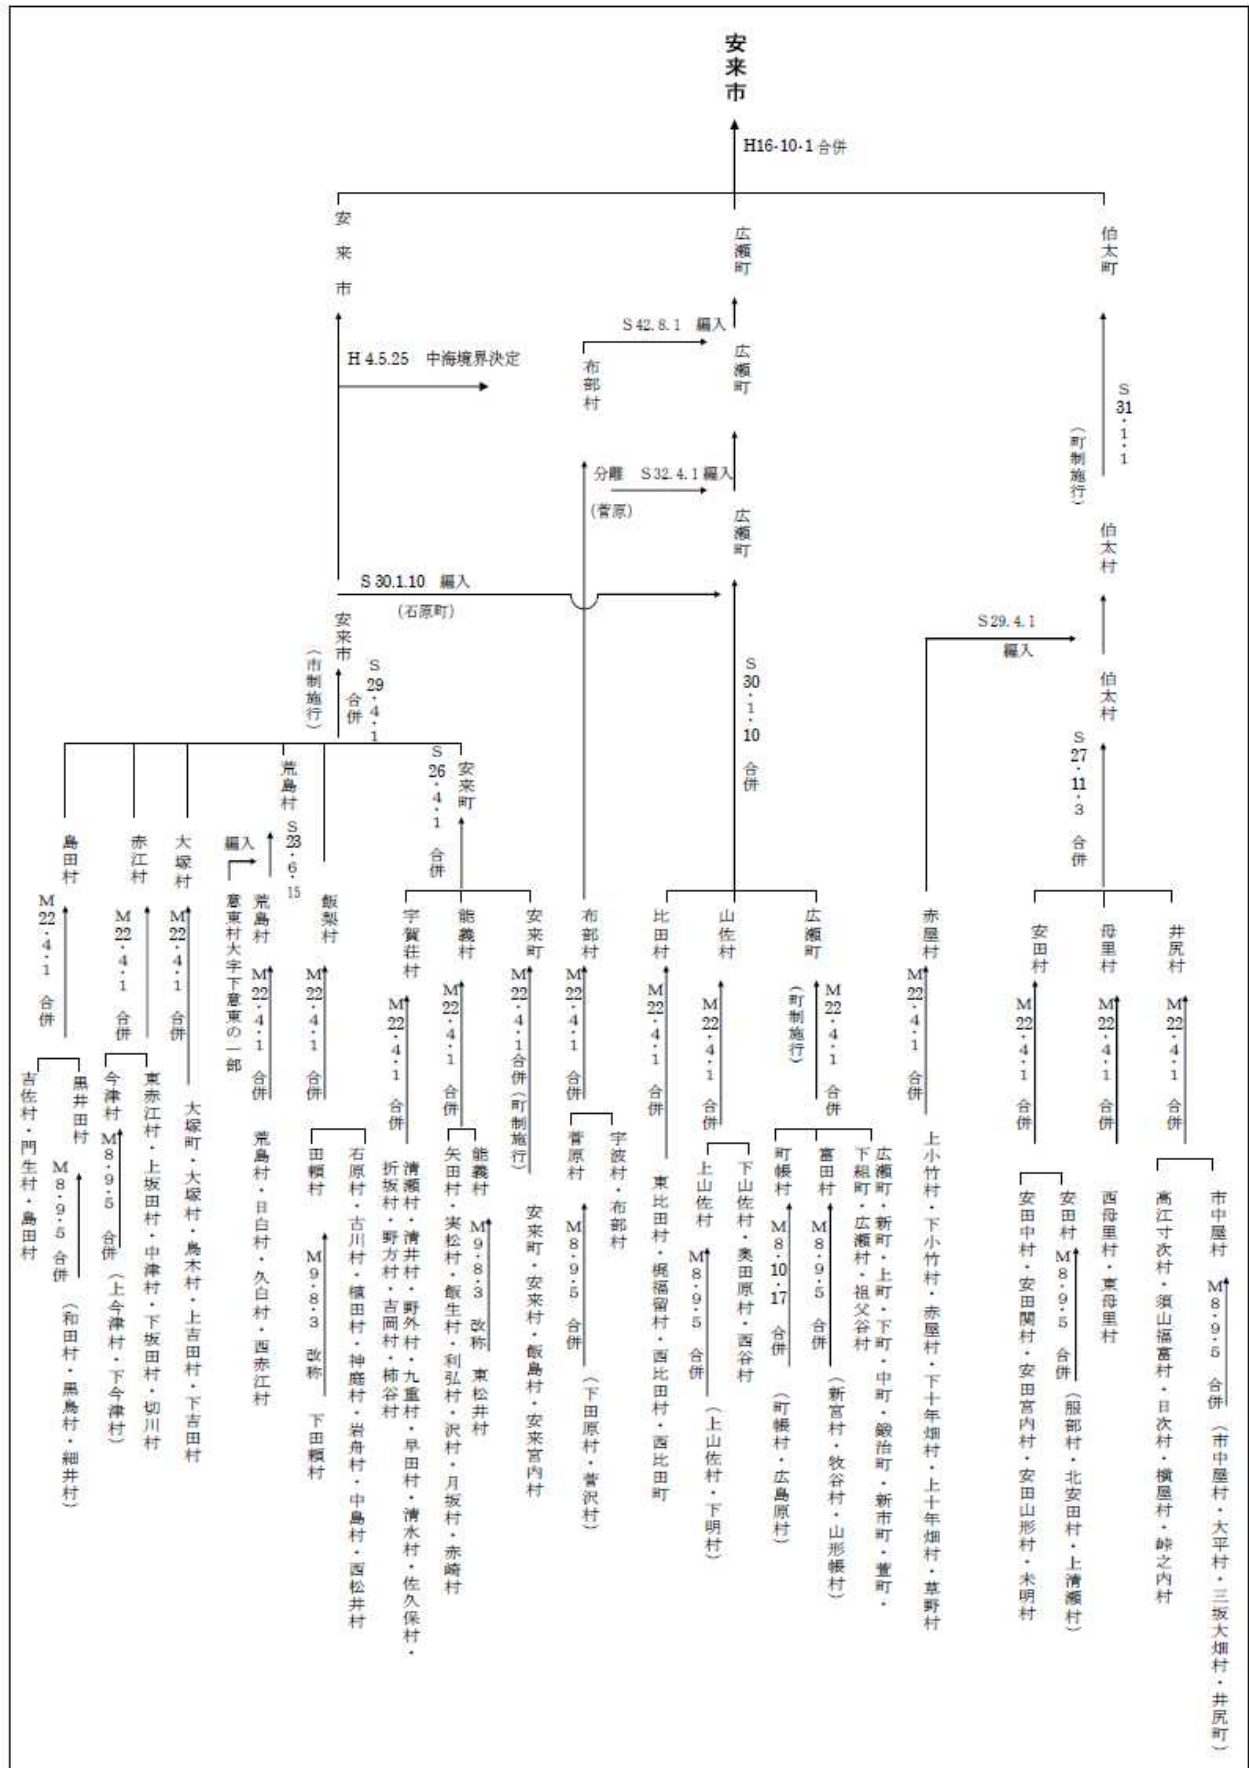 安来市
H16・10・1 合併
安来市
広瀬町
伯太町
S 42.8.1 編入
H 4.5.25 中海境界決定
布部村
広瀬町
S31・1・1
(町制施行)
分離 S 32.4.1 編入
(菅原)
広瀬町
伯太村
S 30.1.10 編入
(石原町)
安来市
(市制施行)
S29・4・1合併
S29.4.1
編入
伯太村
S30・1・10 合併
S27・11・3 合併
島田村
赤江村
大塚村
荒島村
S23・6・15
編入
意東村大字下意東の一部
荒島村
飯梨村
S26・4・1 合併
安来町
宇賀荘村
能義村
安来町
布部村
比田村
山佐村
広瀬町
赤屋村
安田村
母里村
井尻村
M22・4・1 合併
M22・4・1 合併
M22・4・1 合併
M22・4・1 合併
M22・4・1 合併
M22・4・1 合併
M22・4・1 合併
M22・4・1合併(町制施行)
M22・4・1 合併
M22・4・1 合併
M22・4・1 合併
(町制施行)
M22・4・1 合併
M22・4・1 合併
M22・4・1 合併
M22・4・1 合併
M22・4・1 合併
吉佐村・門生村・島田村
黒井田村
M8・9・5 合併
(和田村・黒鳥村・細井村)
今津村
M8・9・5 合併
(上今津村・下今津村)
東赤江村・上坂田村・中津村・下坂田村・切川村
大塚町・大塚村・鳥木村・上吉田村・下吉田村
荒島村・日白村・久白村・西赤江村
田頼村
M9・8・3 改称
下田頼村
石原村・古川村・植田村・神庭村・岩舟村・中島村・西松井村
清瀬村・清井村・野外村・九重村・早田村・清水村・佐久保村・
折坂村・野方村・吉岡村・柿谷村
矢田村・実松村・飯生村・利弘村・沢村・月坂村・赤崎村
能義村
M9・8・3 改称
東松井村
安来町・安来村・飯島村・安来宮内村
菅原村
M8・9・5 合併
(下田原村・菅沢村)
宇波村・布部村
東比田村・梶福留村・西比田村・西比田町
上山佐村
M8・9・5 合併
(上山佐村・下明村)
下山佐村・奥田原村・西谷村
町帳村
M8・10・17 合併
(町帳村・広島原村)
富田村
M8・9・5 合併
(新宮村・牧谷村・山形帳村)
広瀬町・新町・上町・下町・中町・鍛治町・新市町・萱町・
下組町・広瀬村・祖父谷村
上小竹村・下小竹村・赤屋村・下十年畑村・上十年畑村・草野村
安田中村・安田関村・安田宮内村・安田山形村・未明村
安田村
M8・9・5 合併
(服部村・北安田村・上清瀬村)
西母里村・東母里村
高江寸次村・須山福冨村・日次村・横屋村・峠之内村
市中屋村
M8・9・5 合併
(市中屋村・大平村・三坂大畑村・井尻町)